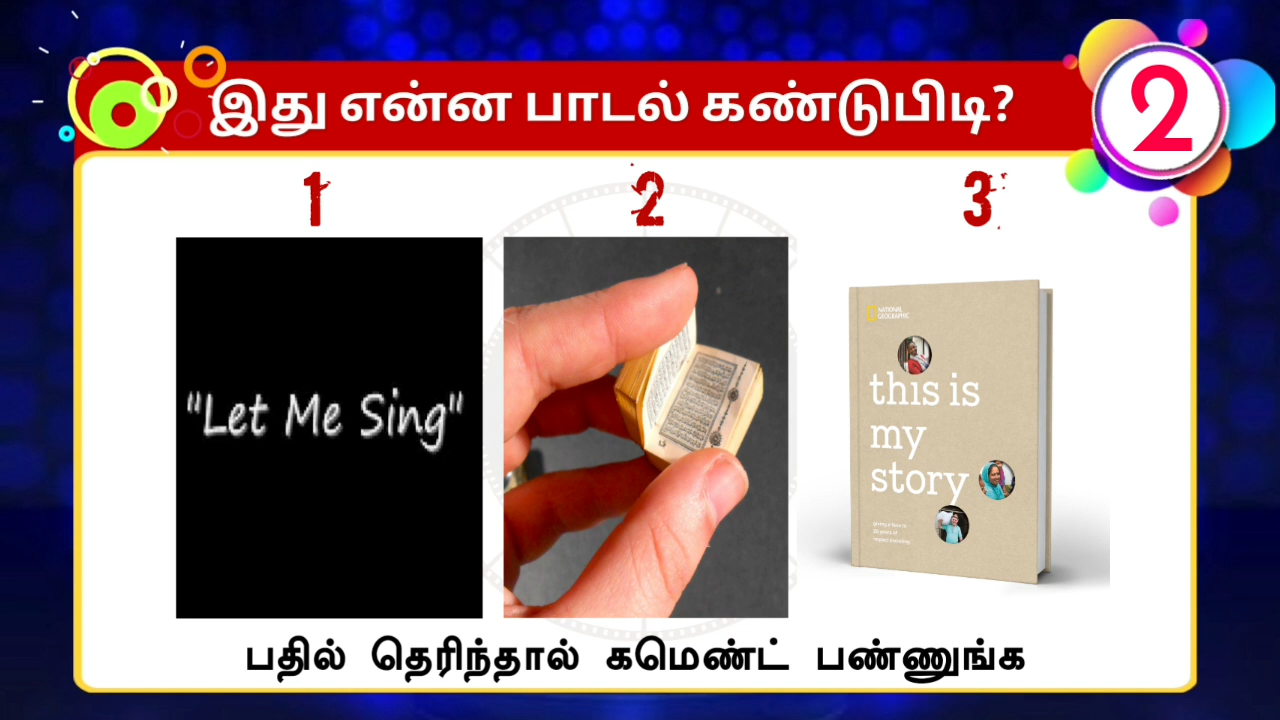 இது என்ன பாடல் கண்டுபிடி?
2
1
2
3
"Let Me Sing"
NATIONAL
GEOGRAPHIC
this is
my
story
பதில் தெரிந்தால் கமெண்ட் பண்ணுங்க